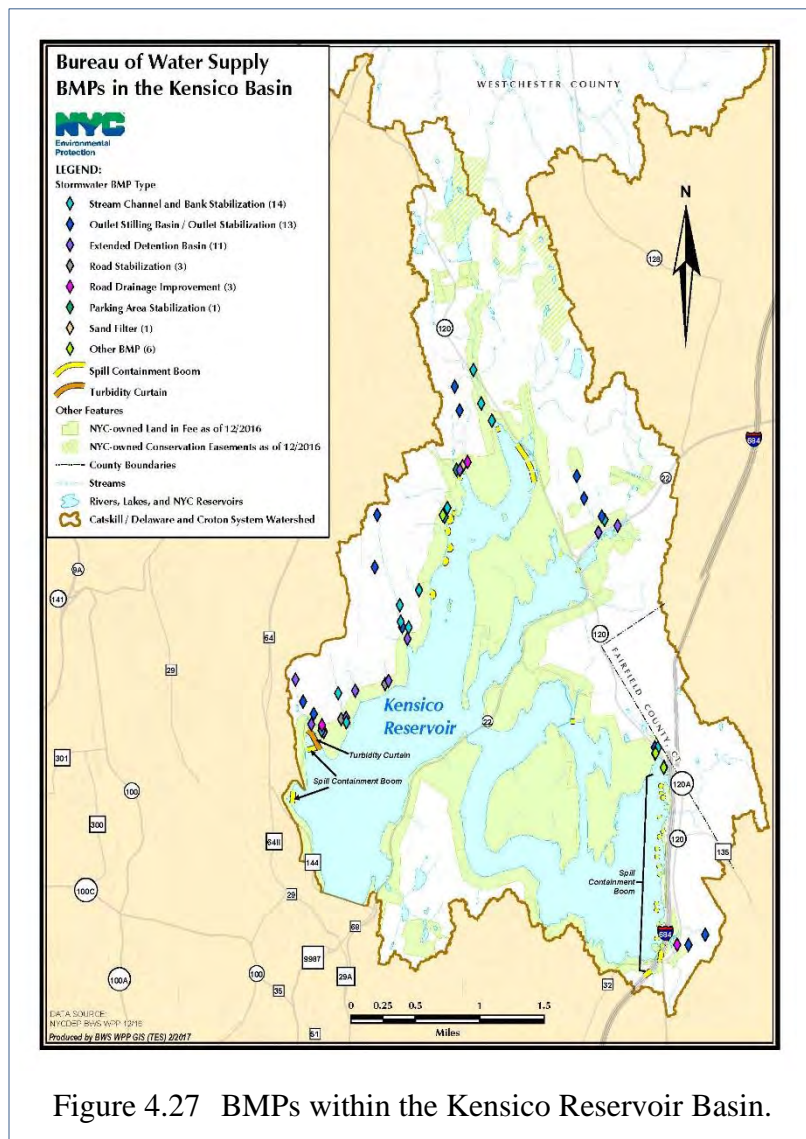 Bureau of Water Supply
BMPs in the Kensico Basin
NYC
Environmental
Protection
LEGEND:
Stormwater BMP Type
Stream Channel and Bank Stabilization (14)
Outlet Stilling Basin / Outlet Stabilization (13)
Extended Detention Basin (11)
Road Stabilization (3)
Road Drainage Improvement (3)
Parking Area Stabilization (1)
Sand Filter (1)
Other BMP (6)
Spill Containment Boom
Turbidity Curtain
Other Features
NYC-owned Land in Fee as of 12/2016
NYC-owned Conservation Easements as of 12/2016
County Boundaries
Streams
Rivers, Lakes, and NYC Reservoirs
Catskill / Delaware and Croton System Watershed
WESTCHESTER COUNTY
N
128
120
684
22
9A
141
64
120
29
FAIRFIELD COUNTY, CT
Kensico
Reservoir
22
Turbidity Curtain
301
Spill Containment Boom
120A
100
300
120
64II
135
144
Spill
Containment
Boom
100C
29
68
684
9987
100
29A
100A
35
32
51
0 0.25 0.5 1 1.5
Miles
DATA SOURCE:
NYCDEP BWS WPP 12/16
Produced by BWS WPP GIS (TES) 2/2017
Figure 4.27 BMPs within the Kensico Reservoir Basin.